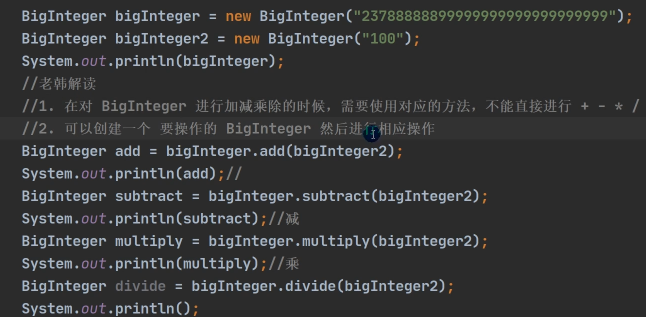 BigInteger bigInteger = new BigInteger("23788888899999999999999999999");
BigInteger bigInteger2 = new BigInteger("100");
System.out.println(bigInteger);
//老韩解读
//1. 在对 BigInteger 进行加减乘除的时候，需要使用对应的方法，不能直接进行 + - * /
//2. 可以创建一个 要操作的 BigInteger 然后进行相应操作
BigInteger add = bigInteger.add(bigInteger2);
System.out.println(add);//
BigInteger subtract = bigInteger.subtract(bigInteger2);
System.out.println(subtract);//减
BigInteger multiply = bigInteger.multiply(bigInteger2);
System.out.println(multiply);//乘
BigInteger divide = bigInteger.divide(bigInteger2);
System.out.println();